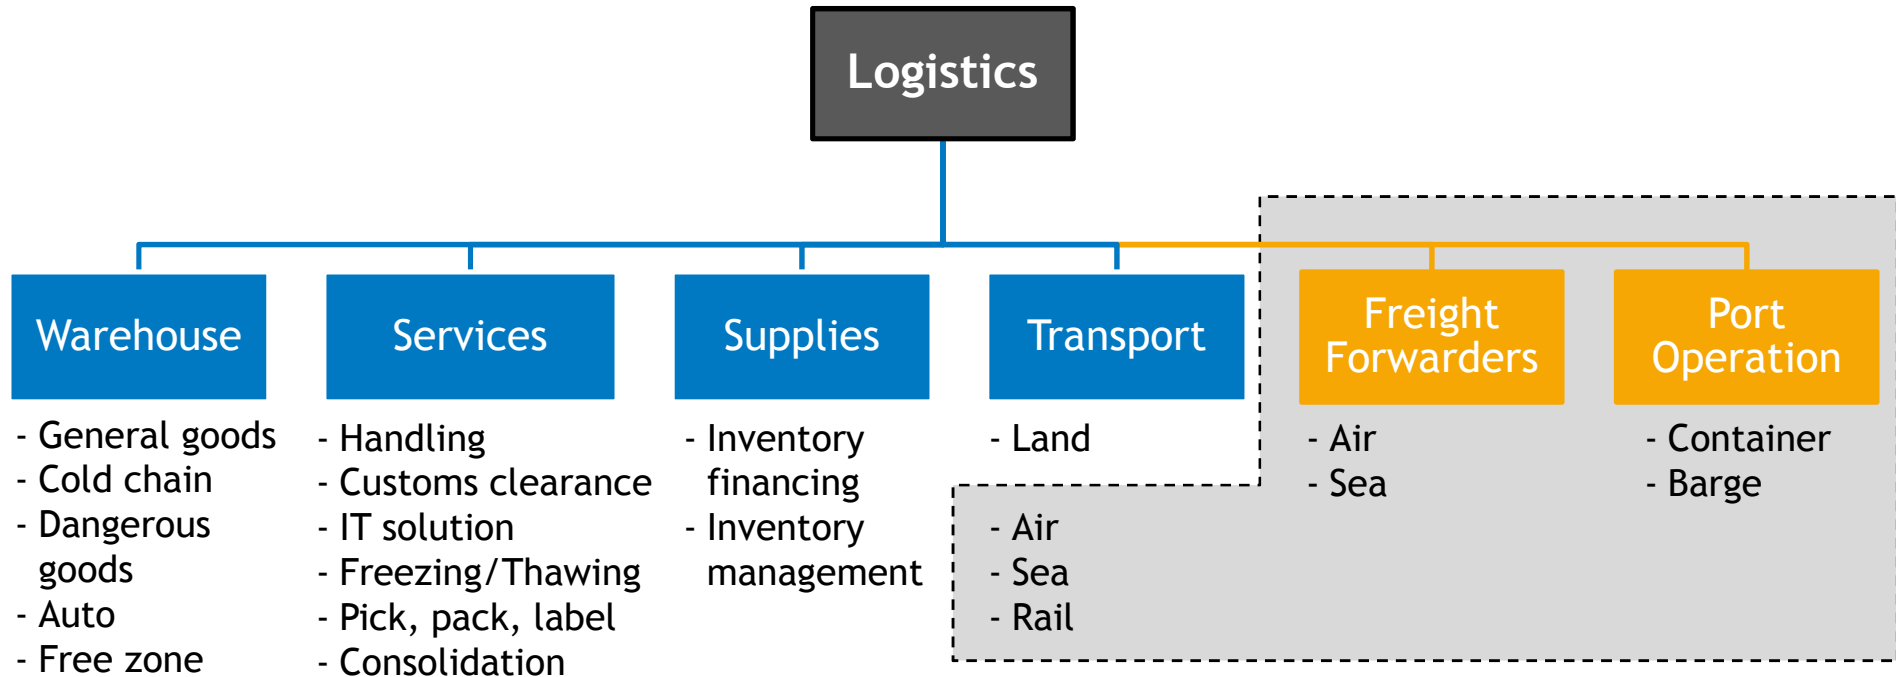 Logistics
Warehouse
- General goods
- Cold chain
- Dangerous
goods
- Auto
- Free zone
Services
- Handling
- Customs clearance
- IT solution
- Freezing/Thawing
- Pick, pack, label
- Consolidation
Supplies
- Inventory
financing
- Inventory
management
Transport
- Land
- Air
- Sea
- Rail
Freight
Forwarders
- Air
- Sea
Port
Operation
- Container
- Barge